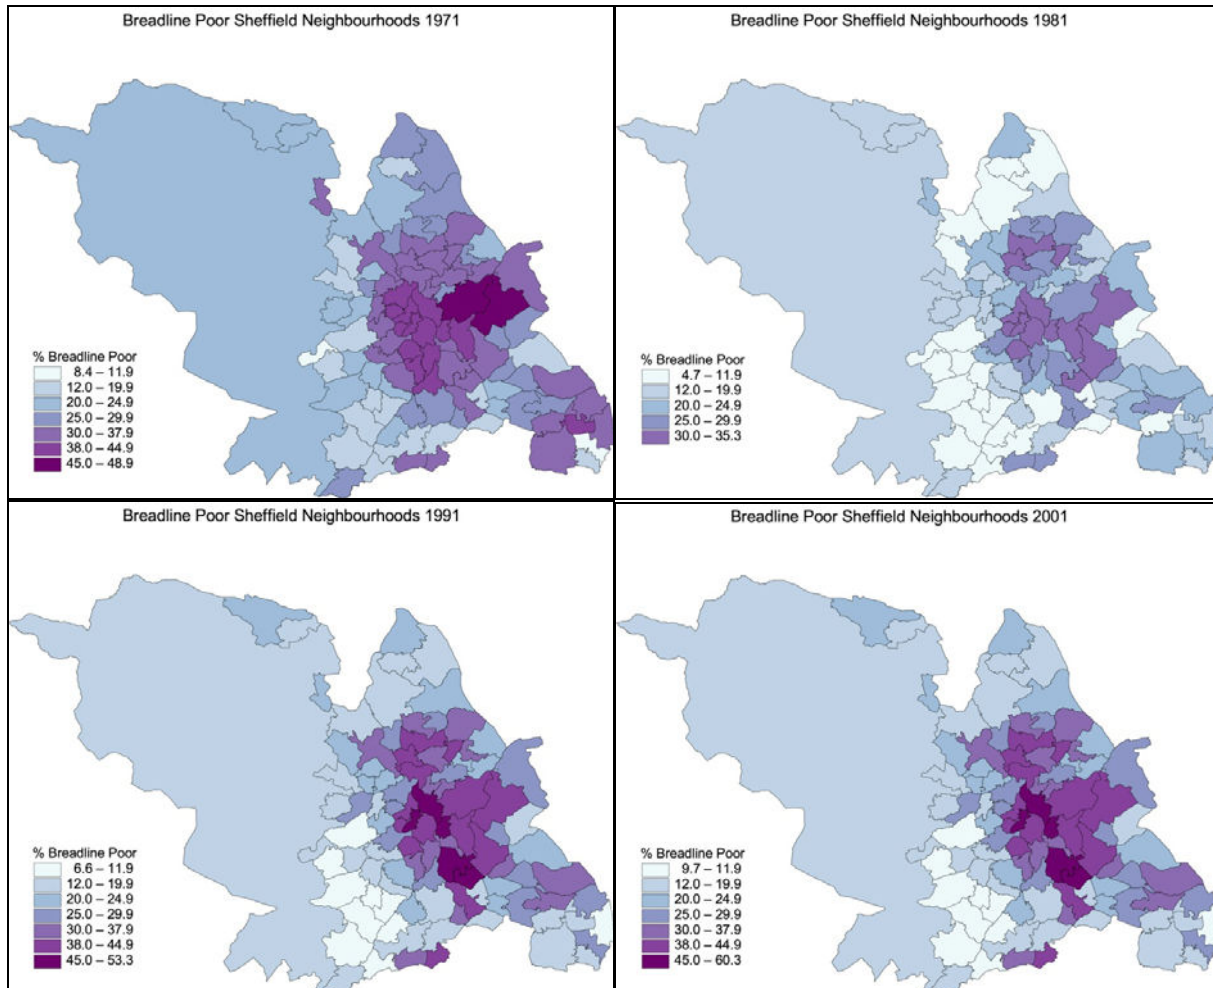 Breadline Poor Sheffield Neighbourhoods 1971
% Breadline Poor
8.4 – 11.9
12.0 – 19.9
20.0 – 24.9
25.0 – 29.9
30.0 – 37.9
38.0 – 44.9
45.0 – 48.9
Breadline Poor Sheffield Neighbourhoods 1981
% Breadline Poor
4.7 – 11.9
12.0 – 19.9
20.0 – 24.9
25.0 – 29.9
30.0 – 35.3
Breadline Poor Sheffield Neighbourhoods 1991
% Breadline Poor
6.6 – 11.9
12.0 – 19.9
20.0 – 24.9
25.0 – 29.9
30.0 – 37.9
38.0 – 44.9
45.0 – 53.3
Breadline Poor Sheffield Neighbourhoods 2001
% Breadline Poor
9.7 – 11.9
12.0 – 19.9
20.0 – 24.9
25.0 – 29.9
30.0 – 37.9
38.0 – 44.9
45.0 – 60.3